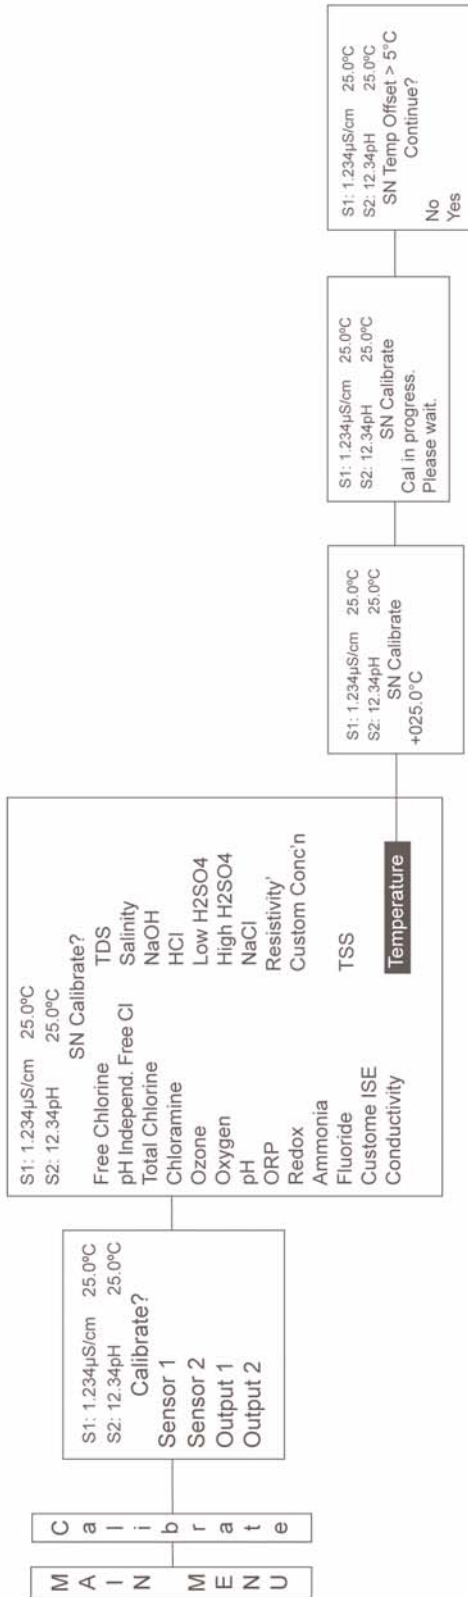 MAIN MENU
Calibrate
S1: 1.234µS/cm 25.0ºC
S2: 12.34pH 25.0ºC
Calibrate?
Sensor 1
Sensor 2
Output 1
Output 2
S1: 1.234µS/cm 25.0ºC
S2: 12.34pH 25.0ºC
SN Calibrate?
Free Chlorine TDS
pH Independ. Free Cl Salinity
Total Chlorine NaOH
Chloramine HCl
Ozone Low H2SO4
Oxygen High H2SO4
pH NaCl
ORP Resistivity'
Redox Custom Conc'n
Ammonia
Fluoride TSS
Custome ISE
Conductivity Temperature
S1: 1.234µS/cm 25.0ºC
S2: 12.34pH 25.0ºC
SN Calibrate
+025.0°C
S1: 1.234µS/cm 25.0ºC
S2: 12.34pH 25.0ºC
SN Calibrate
Cal in progress.
Please wait.
S1: 1.234µS/cm 25.0ºC
S2: 12.34pH 25.0ºC
SN Temp Offset > 5°C
Continue?
No
Yes